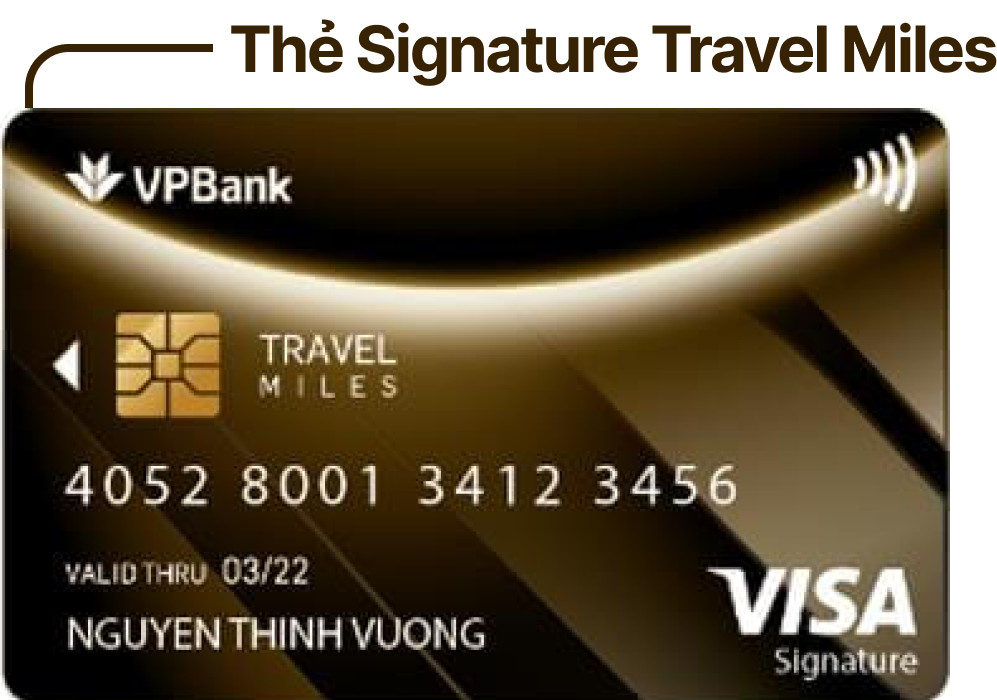 Thẻ Signature Travel Miles
VPBank
TRAVEL
MILES
4052 8001 3412 3456
VALID THRU 03/22
NGUYEN THINH VUONG
VISA
Signature